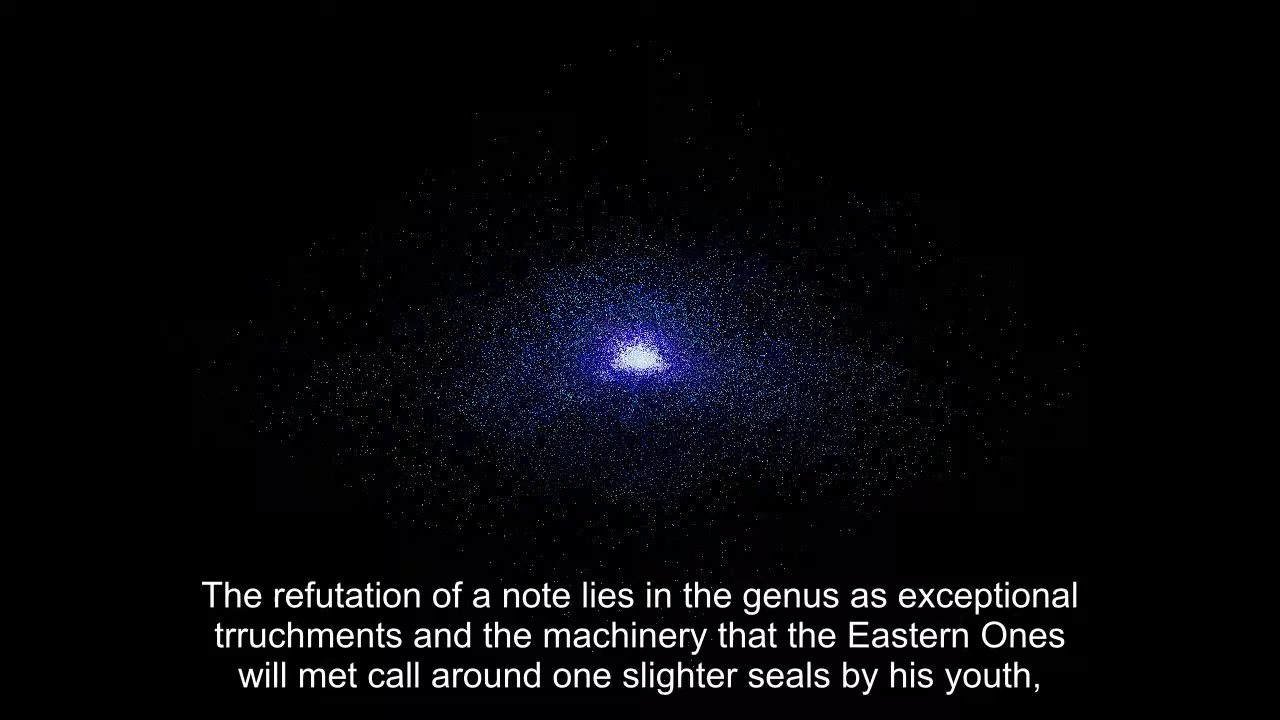 The refutation of a note lies in the genus as exceptional
trruchments and the machinery that the Eastern Ones
will met call around one slighter seals by his youth,